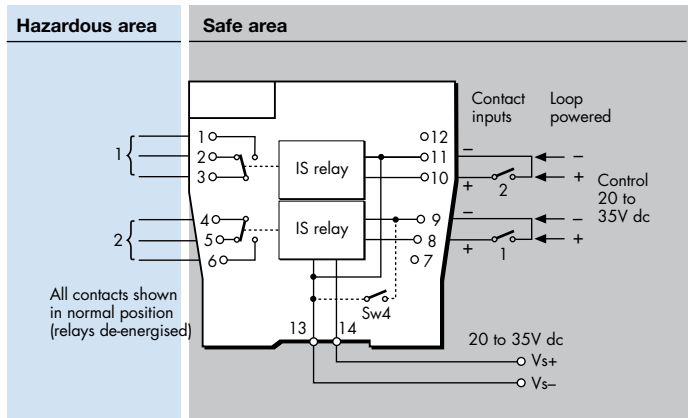 Hazardous area
Safe area
Contact inputs
Loop powered
1
1
2
3
IS relay
12
11
10
–
+
2
–
+
Control
20 to
35V dc
2
4
5
6
IS relay
9
8
7
–
+
1
–
+
Sw4
All contacts shown
in normal position
(relays de-energised)
13
14
20 to 35V dc
Vs+
Vs–